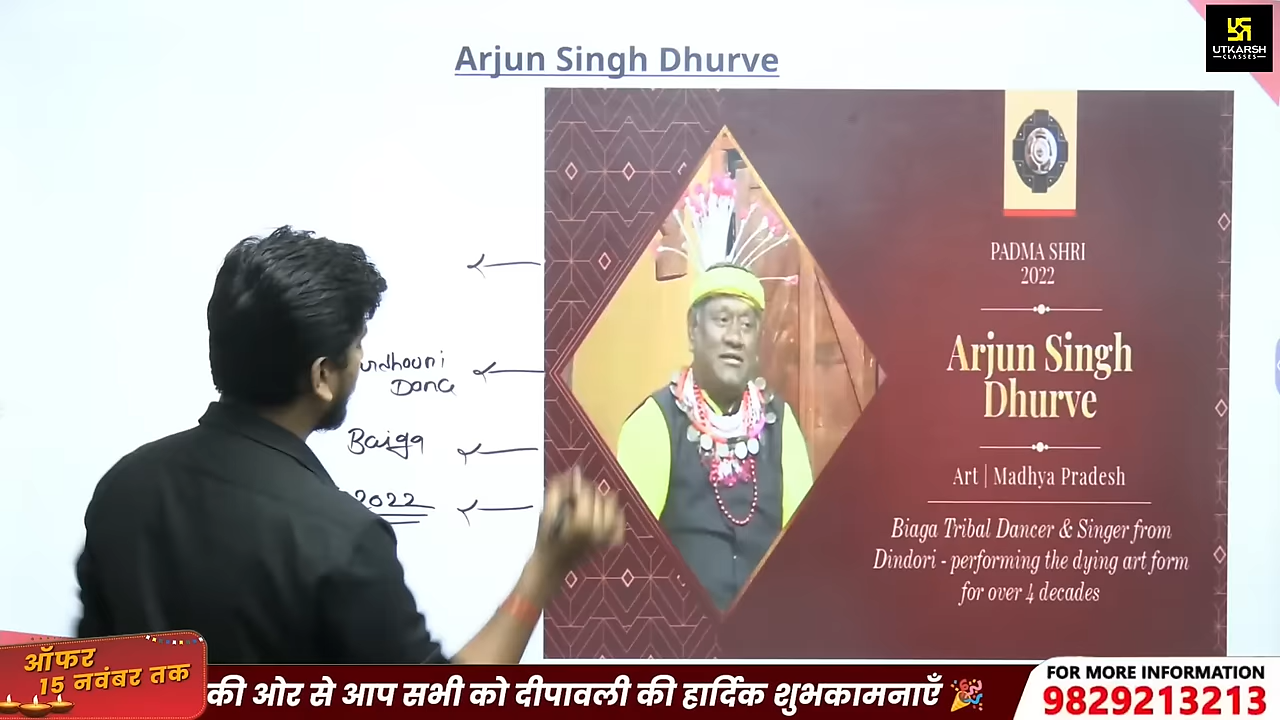 Arjun Singh Dhurve
UTKARSH
CLASSES
PADMA SHRI
2022
Arjun Singh
Dhurve
Art | Madhya Pradesh
Biaga Tribal Dancer & Singer from
Dindori - performing the dying art form
for over 4 decades
Dance
Baiga
2022
ऑफर
15 नवंबर तक
की ओर से आप सभी को दीपावली की हार्दिक शुभकामनाएँ
FOR MORE INFORMATION
9829213213